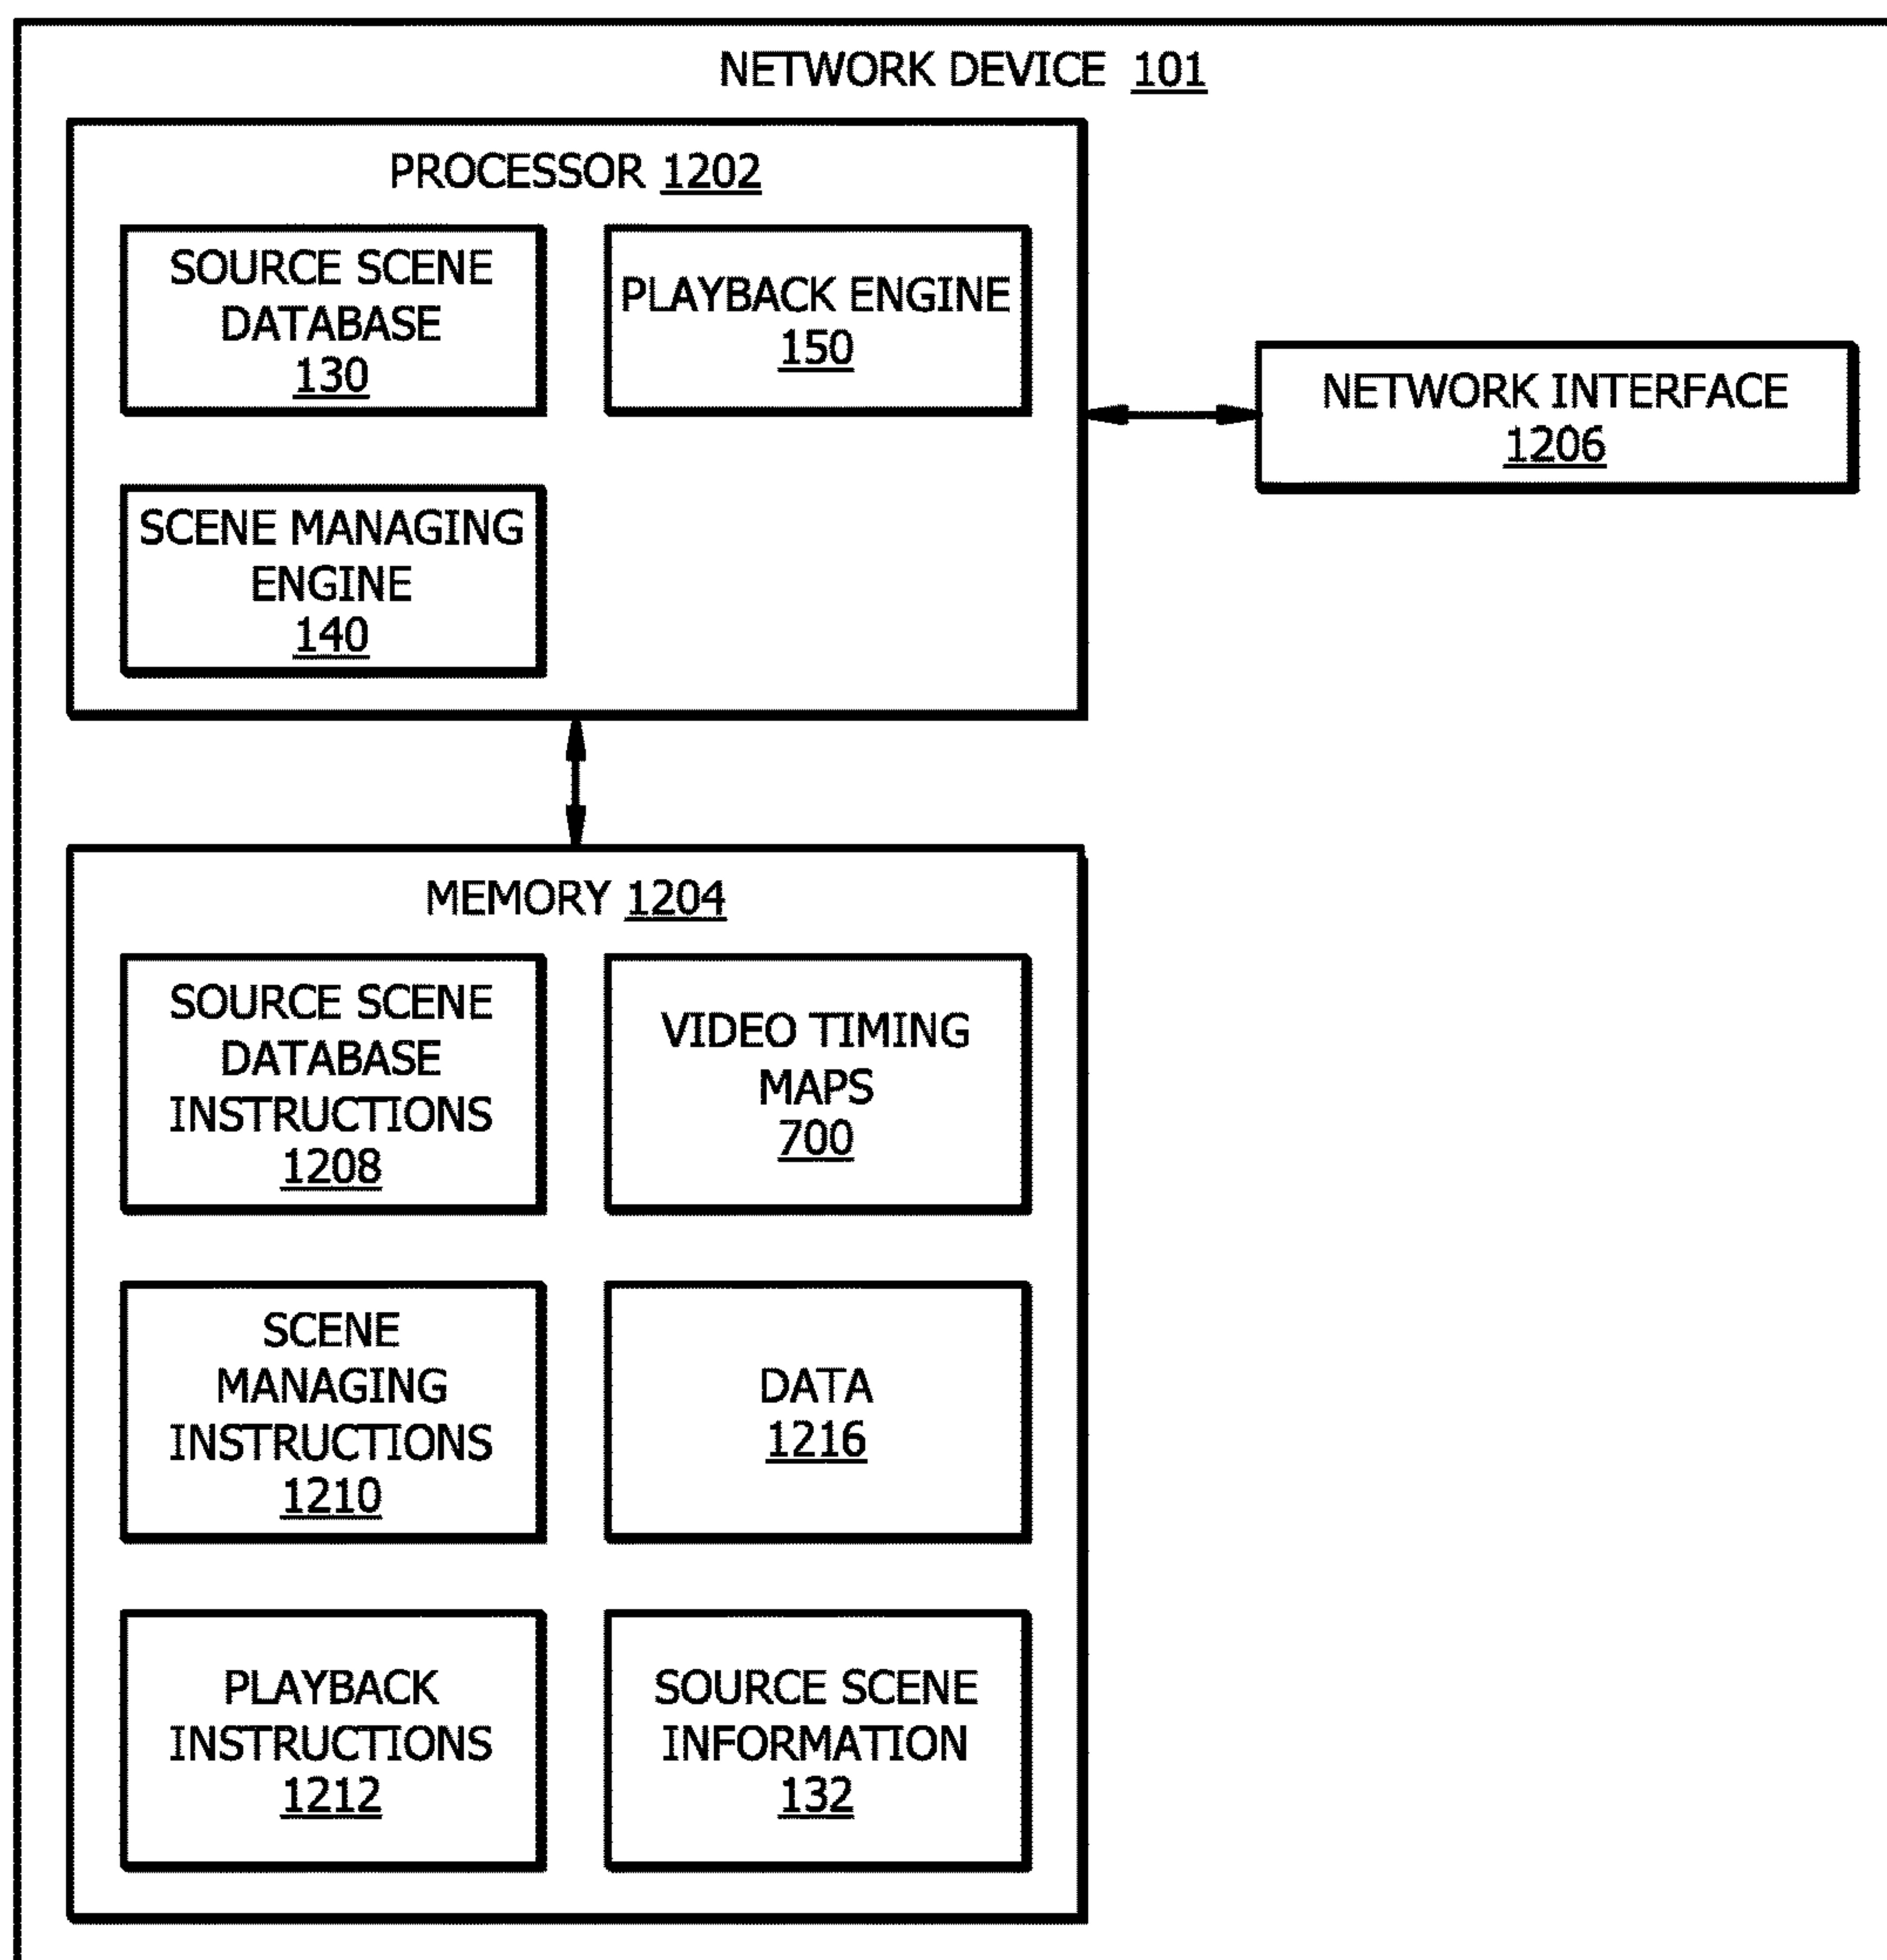 NETWORK DEVICE 101
PROCESSOR 1202
SOURCE SCENE
DATABASE
130
PLAYBACK ENGINE
150
SCENE MANAGING
ENGINE
140
NETWORK INTERFACE
1206
MEMORY 1204
SOURCE SCENE
DATABASE
INSTRUCTIONS
1208
VIDEO TIMING
MAPS
700
SCENE
MANAGING
INSTRUCTIONS
1210
DATA
1216
PLAYBACK
INSTRUCTIONS
1212
SOURCE SCENE
INFORMATION
132